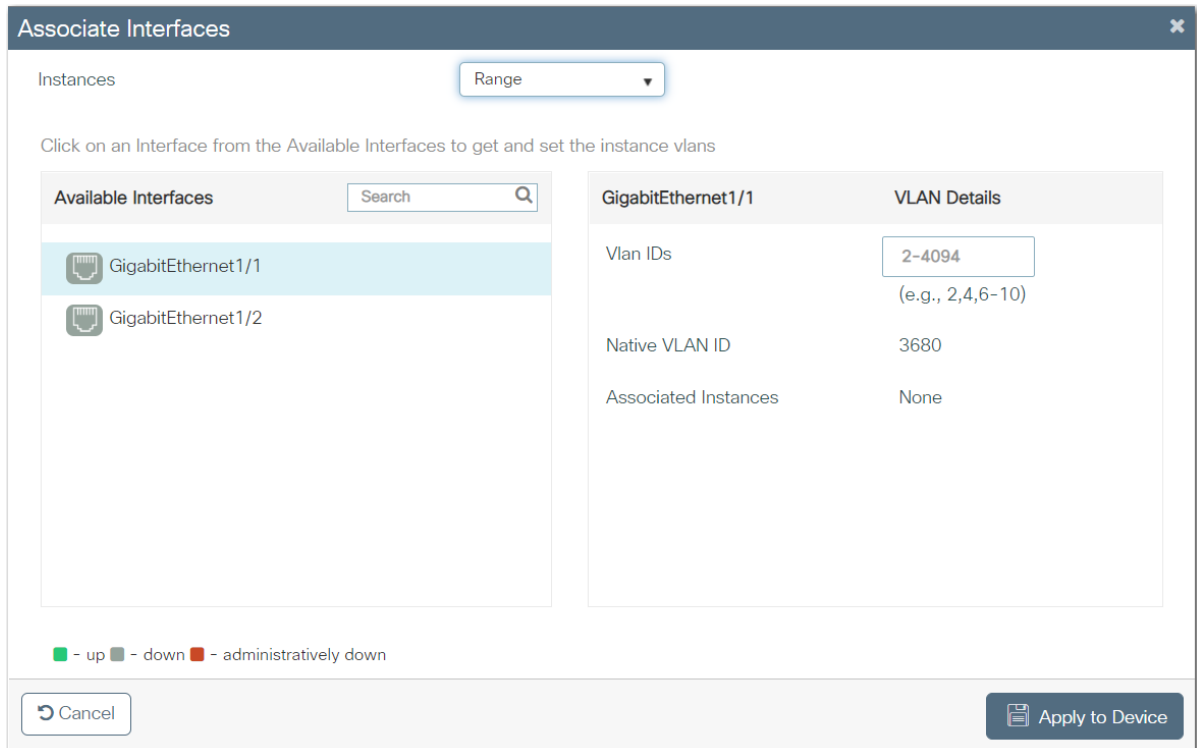 Associate Interfaces
Instances
Range
Click on an Interface from the Available Interfaces to get and set the instance vlans
Available Interfaces
Search
GigabitEthernet1/1
GigabitEthernet1/2
GigabitEthernet1/1 VLAN Details
Vlan IDs
2-4094
(e.g., 2,4,6-10)
Native VLAN ID 3680
Associated Instances None
- up - down - administratively down
Cancel
Apply to Device